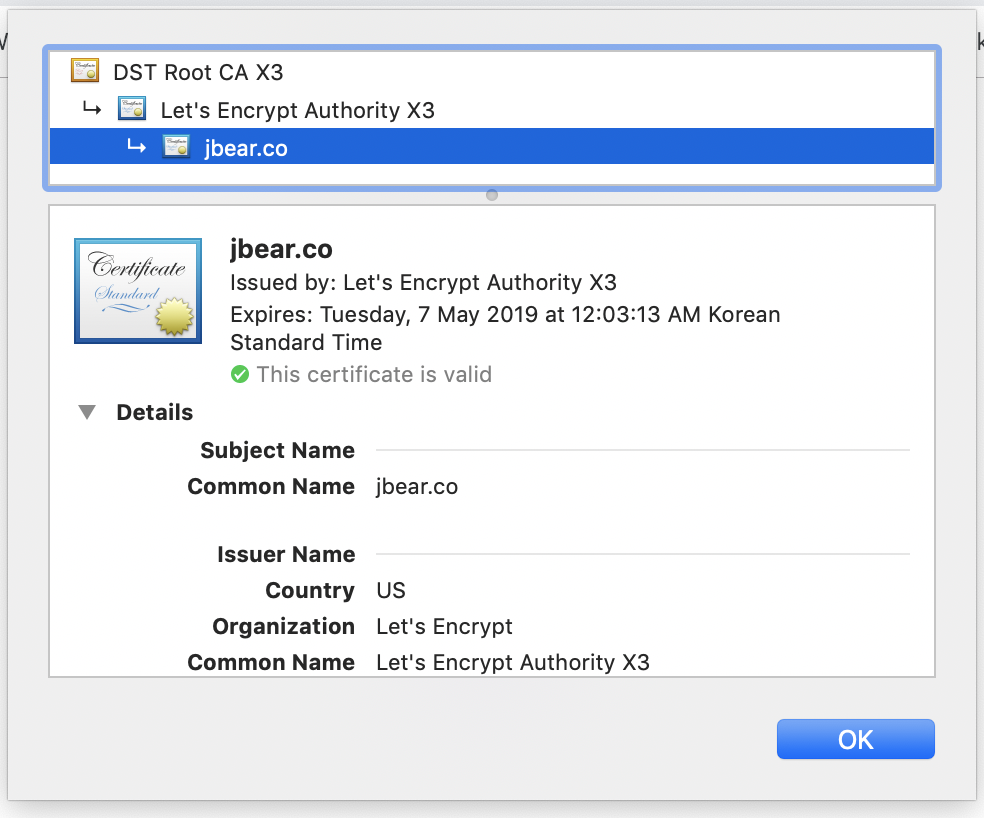 DST Root CA X3
Let's Encrypt Authority X3
jbear.co
Certificate
Standard
jbear.co
Issued by: Let's Encrypt Authority X3
Expires: Tuesday, 7 May 2019 at 12:03:13 AM Korean
Standard Time
This certificate is valid
Details
Subject Name
Common Name jbear.co
Issuer Name
Country US
Organization Let's Encrypt
Common Name Let's Encrypt Authority X3
OK